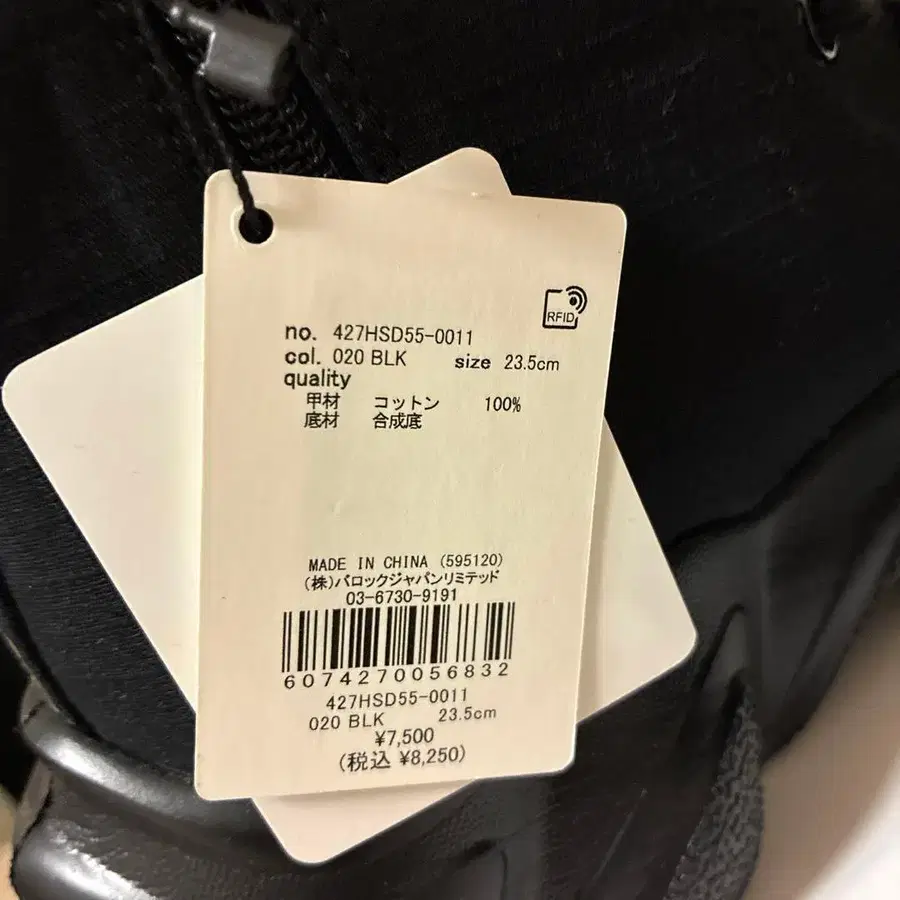 RFID
no. 427HSD55-0011
col. 020 BLK size 23.5cm
quality
甲材 コットン 100%
底材 合成底
MADE IN CHINA (595120)
(株)バロックジャパンリミテッド
03-6730-9191
6074270056832
427HSD55-0011
020 BLK 23.5cm
¥7,500
(税込 ¥8,250)